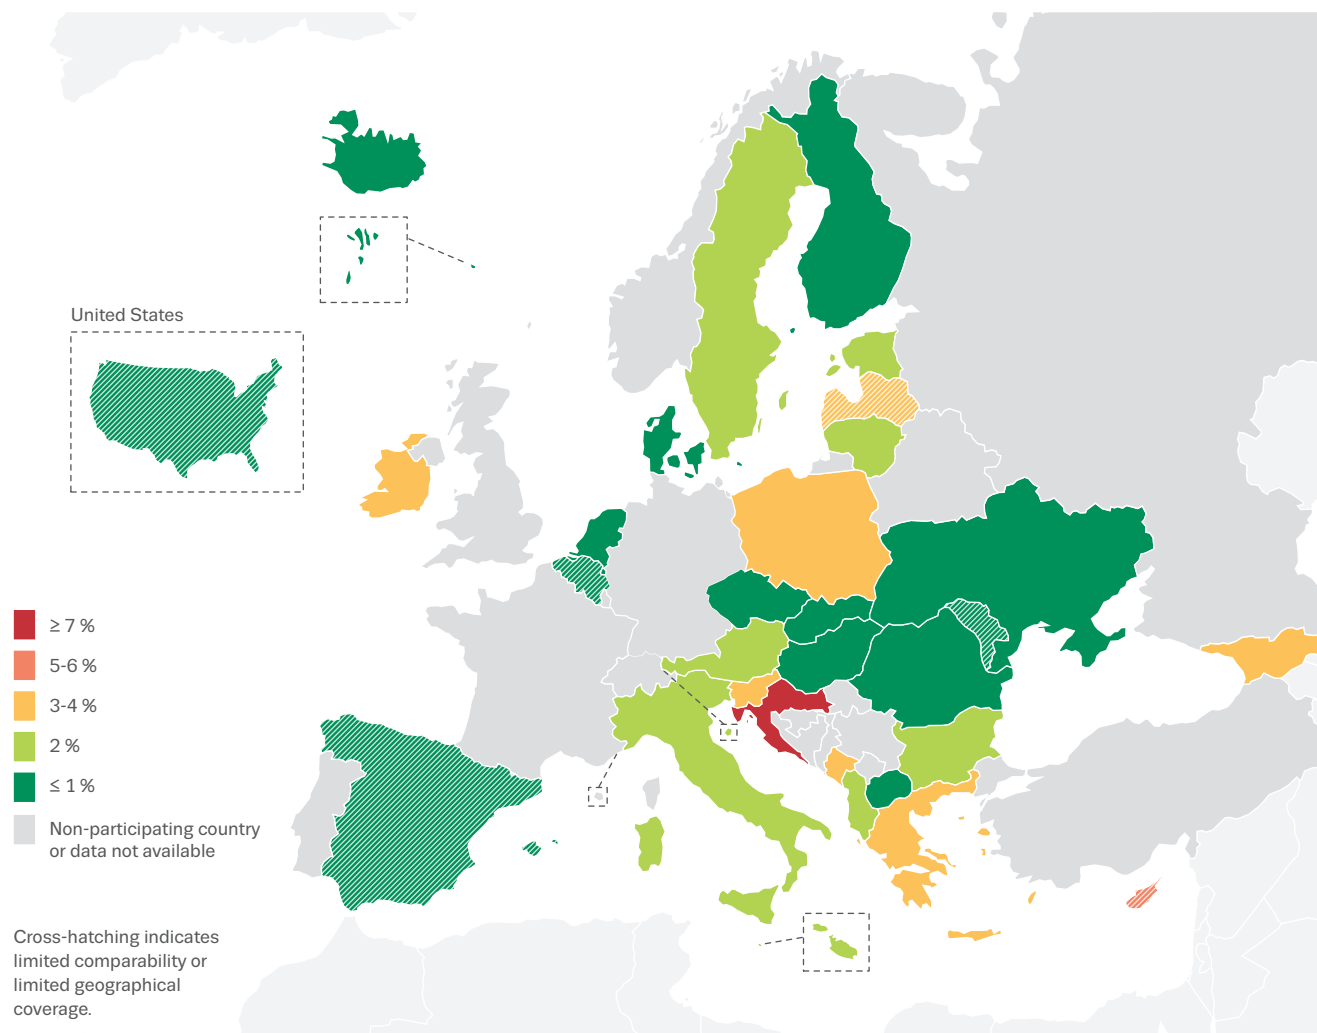 United States
≥ 7 %
5-6 %
3-4 %
2 %
≤ 1 %
Non-participating country
or data not available
Cross-hatching indicates
limited comparability or
limited geographical
coverage.